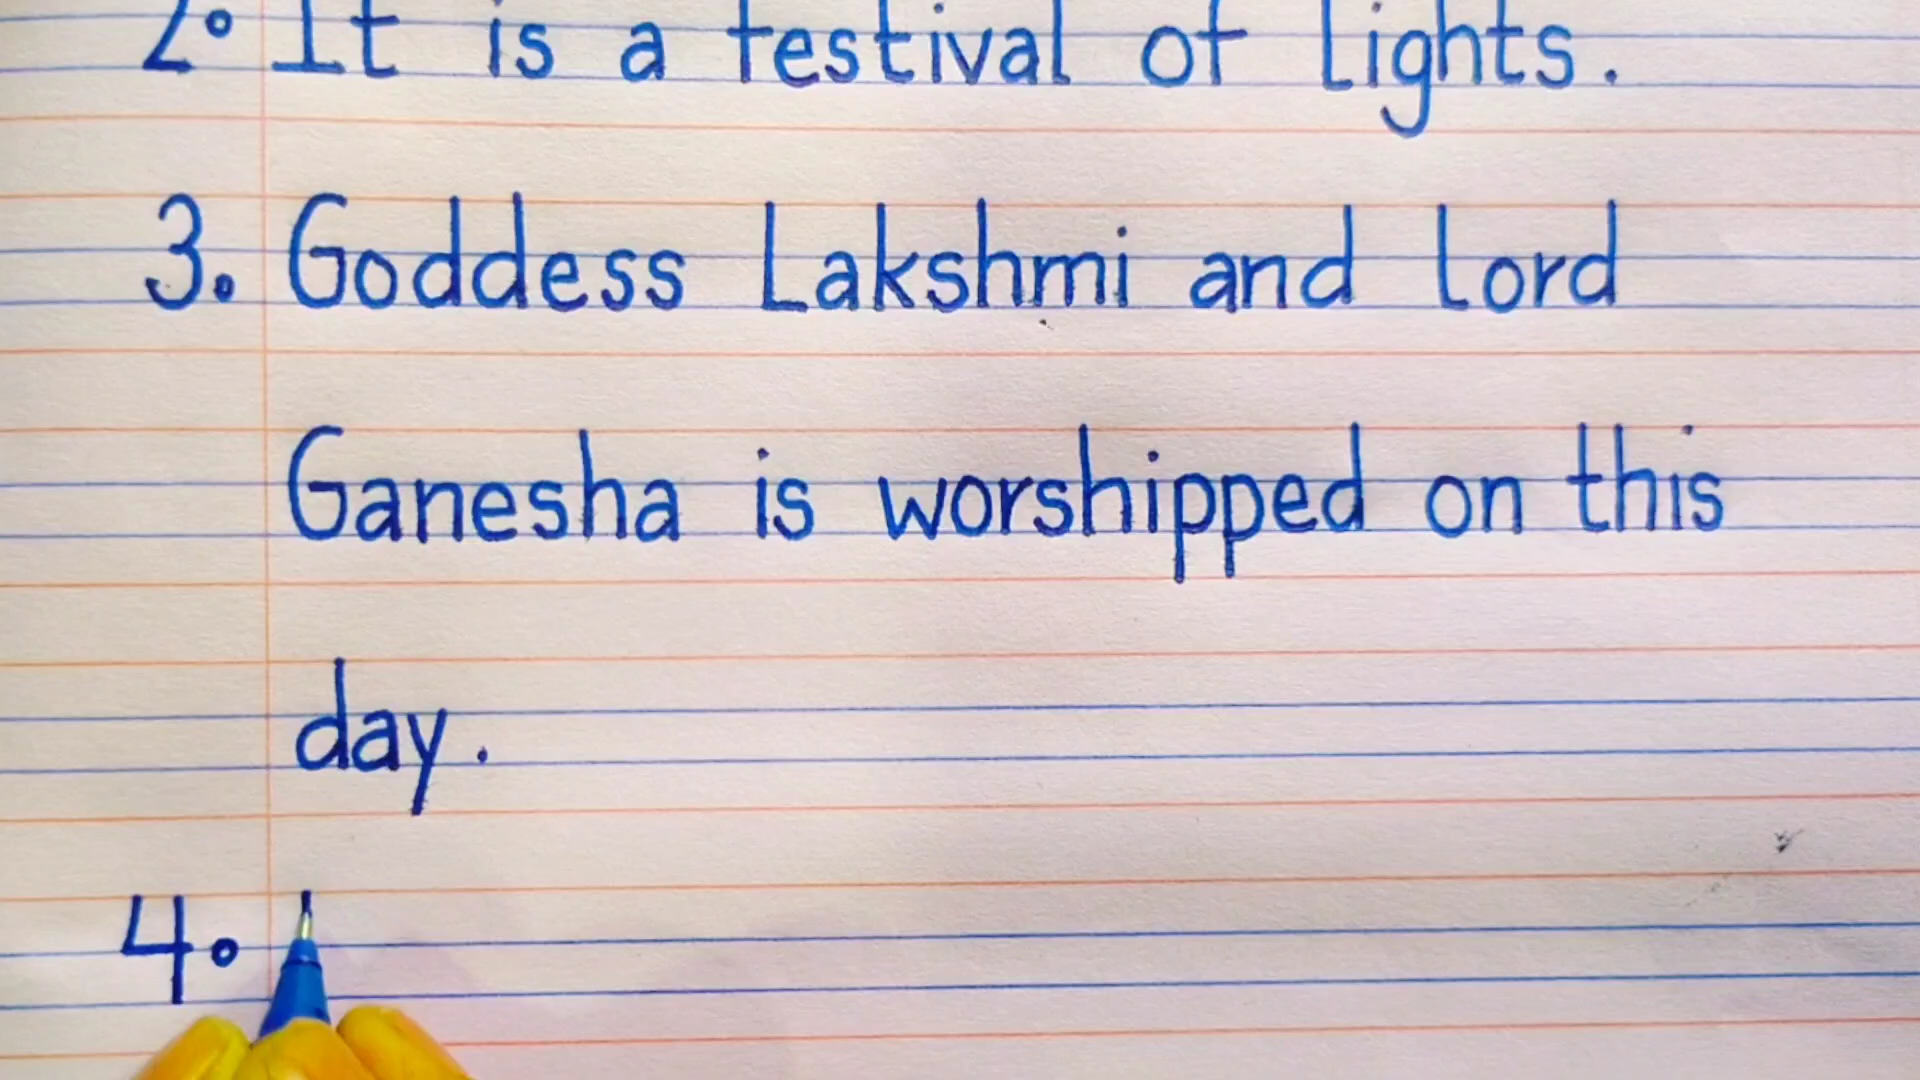 2. It is a festival of lights.
3. Goddess Lakshmi and Lord
Ganesha is worshipped on this
day.
4.